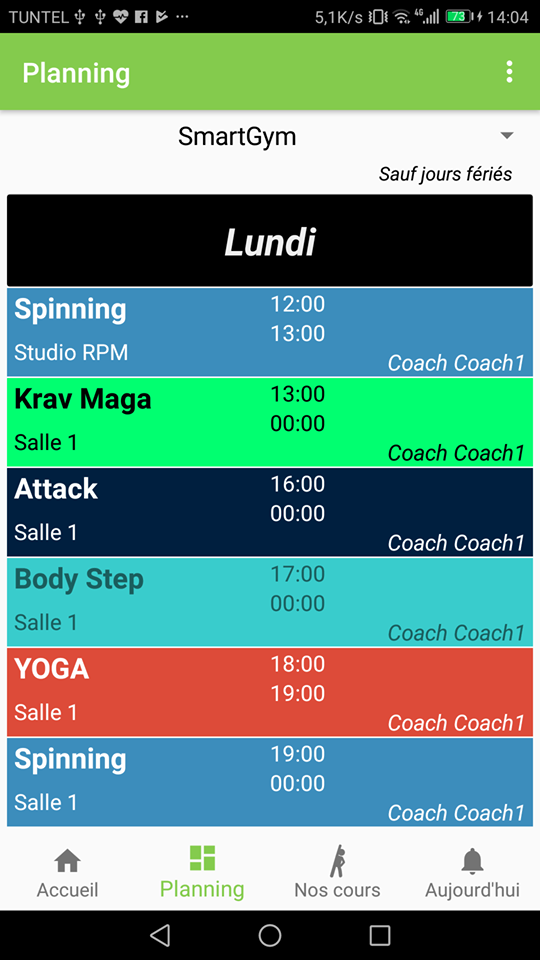 TUNTEL ... 5,1K/s 4G 73 14:04
Planning
SmartGym
Sauf jours fériés
Lundi
Spinning 12:00
13:00
Studio RPM
Coach Coach1
Krav Maga 13:00
00:00
Salle 1
Coach Coach1
Attack 16:00
00:00
Salle 1
Coach Coach1
Body Step 17:00
00:00
Salle 1
Coach Coach1
YOGA 18:00
19:00
Salle 1
Coach Coach1
Spinning 19:00
00:00
Salle 1
Coach Coach1
Accueil Planning Nos cours Aujourd'hui